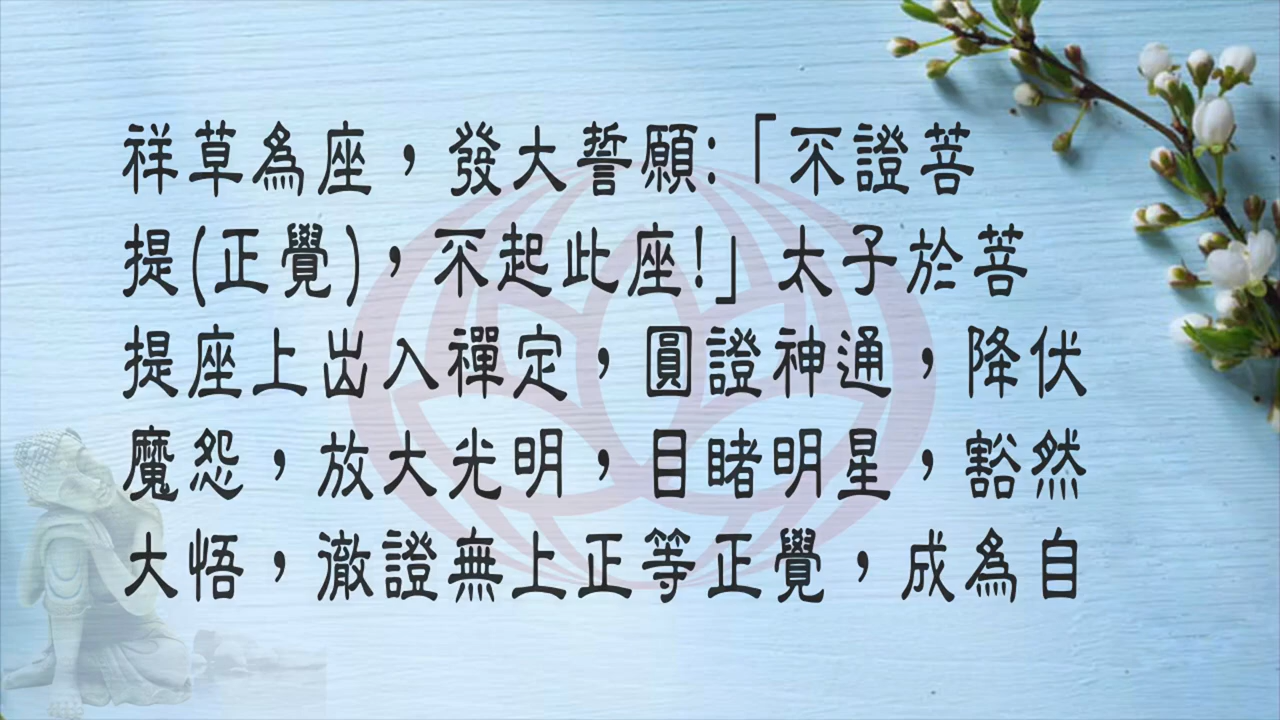 祥草為座，發大誓願:「不證菩
提(正覺)，不起此座!」太子於菩
提座上出入禪定，圓證神通，降伏
魔怨，放大光明，目睹明星，豁然
大悟，澈證無上正等正覺，成為自